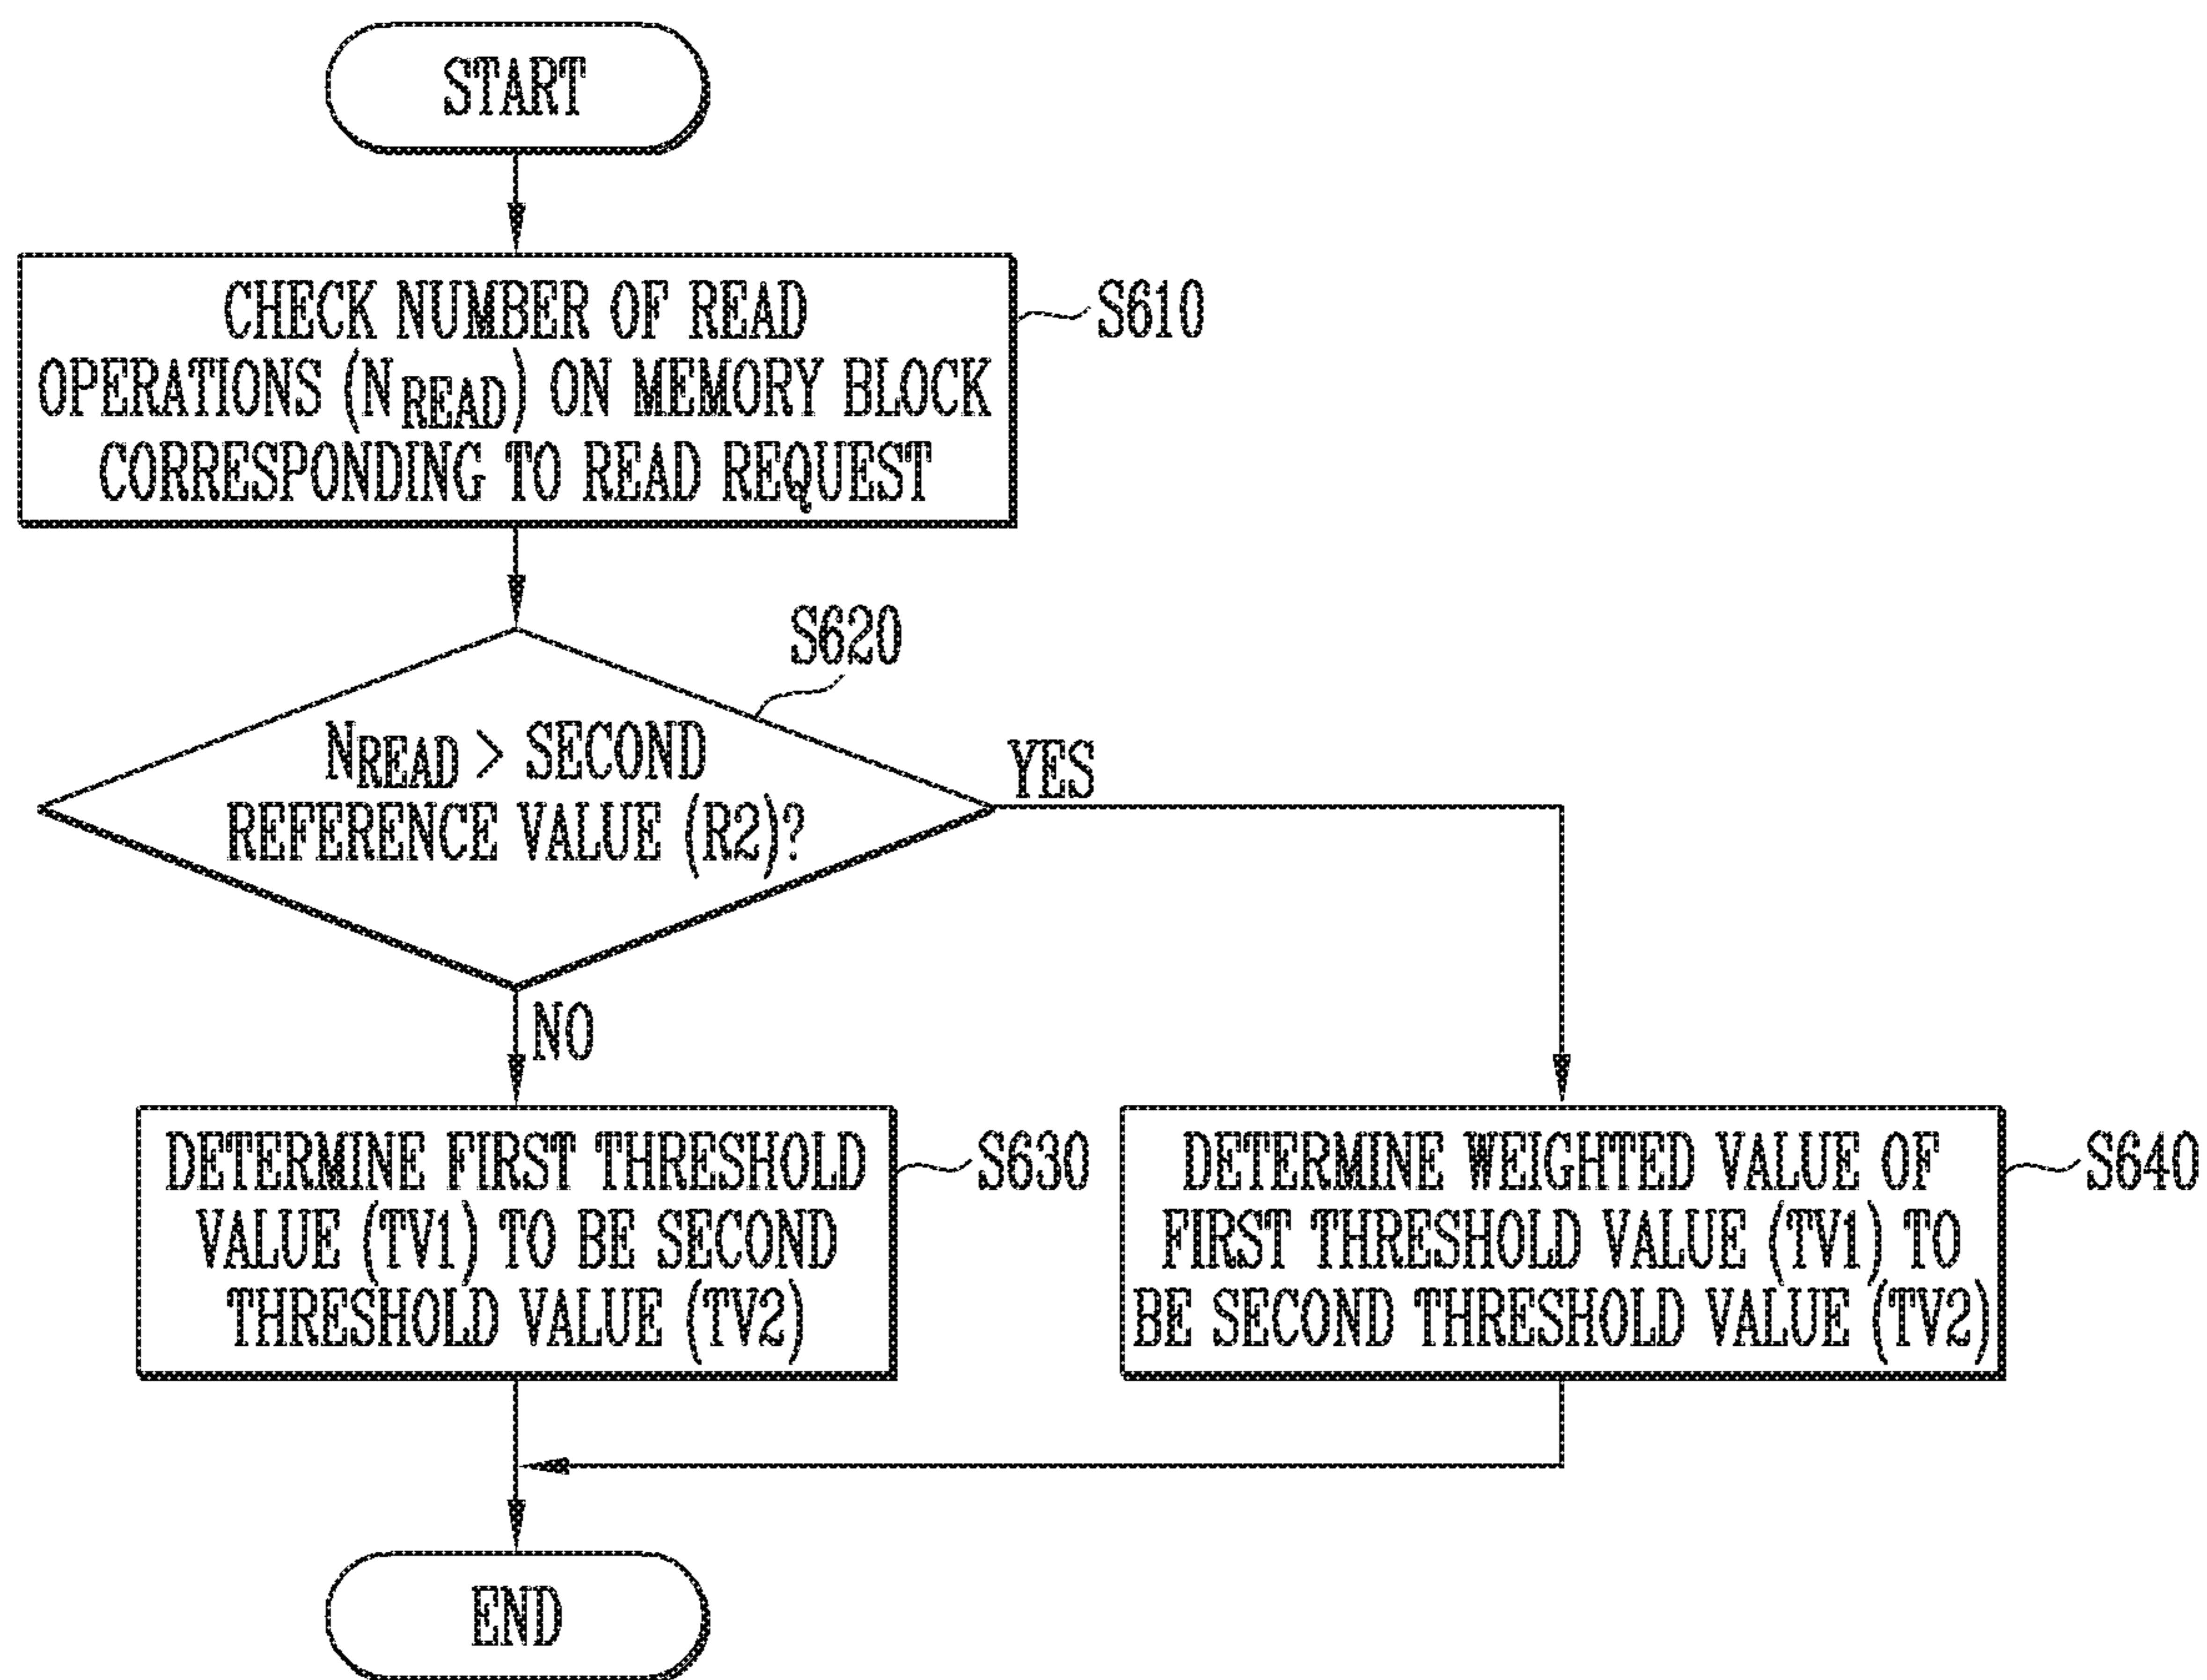 START
CHECK NUMBER OF READ
OPERATIONS (NREAD) ON MEMORY BLOCK
CORRESPONDING TO READ REQUEST
S610
S620
NREAD > SECOND
REFERENCE VALUE (R2)?
YES
NO
DETERMINE FIRST THRESHOLD
VALUE (TV1) TO BE SECOND
THRESHOLD VALUE (TV2)
S630
DETERMINE WEIGHTED VALUE OF
FIRST THRESHOLD VALUE (TV1) TO
BE SECOND THRESHOLD VALUE (TV2)
S640
END